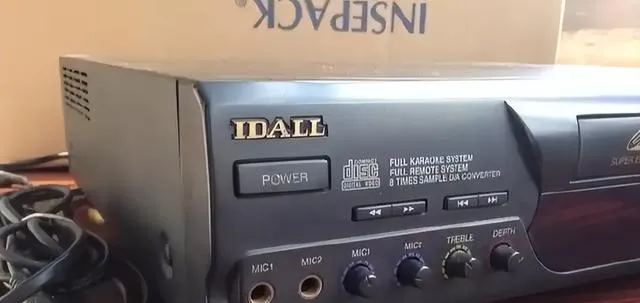 INSEPACK®
IDALL
POWER
COMPACT
disc
DIGITAL VIDEO
FULL KARAOKE SYSTEM
FULL REMOTE SYSTEM
8 TIMES SAMPLE D/A CONVERTER
MIC1
MIC2
MIC1
MIC2
TREBLE
DEPTH
SUPER